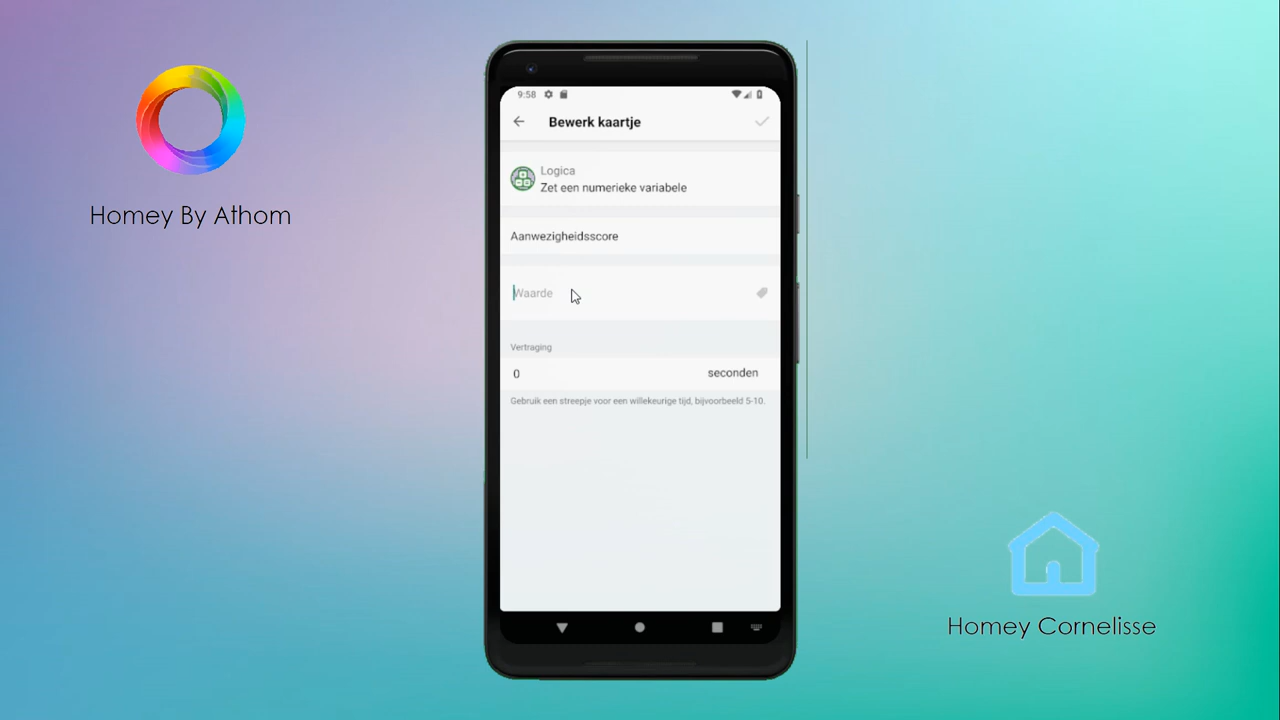 Homey By Athom
9:58
Bewerk kaartje
Logica
Zet een numerieke variabele
Aanwezigheidsscore
Waarde
Vertraging
0 seconden
Gebruik een streepje voor een willekeurige tijd, bijvoorbeeld 5-10.
Homey Cornelisse